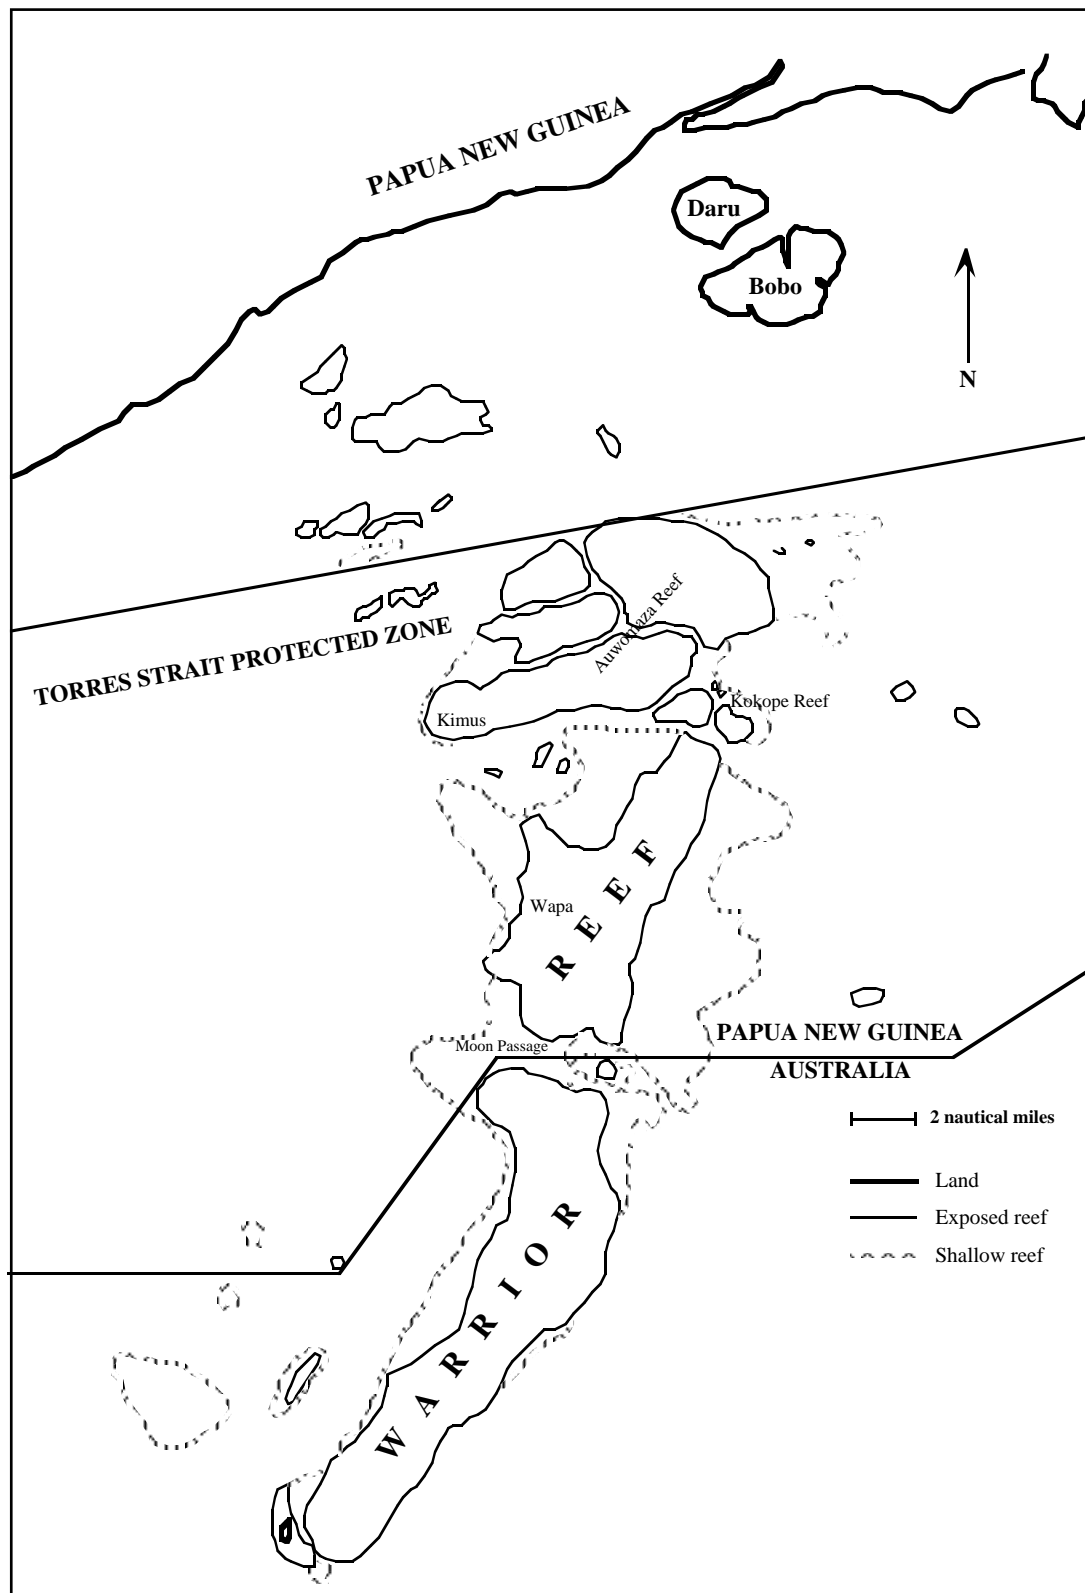 PAPUA NEW GUINEA
Daru
Bobo
N
TORRES STRAIT PROTECTED ZONE
Auwomaza Reef
Kimus
Kokope Reef
Wapa
Moon Passage
WARRIOR REEF
PAPUA NEW GUINEA
AUSTRALIA
2 nautical miles
Land
Exposed reef
Shallow reef